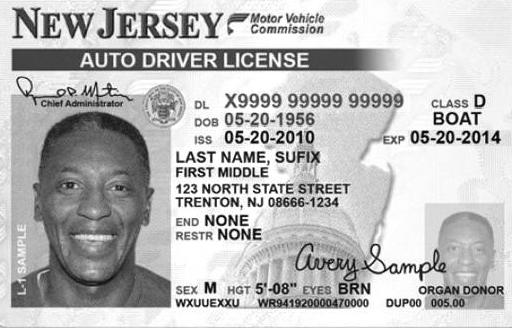 NEW JERSEY Motor Vehicle Commission
AUTO DRIVER LICENSE
Chief Administrator
DL X9999 99999 99999 CLASS D
DOB 05-20-1956 BOAT
ISS 05-20-2010 EXP 05-20-2014
LAST NAME, SUFIX
FIRST MIDDLE
123 NORTH STATE STREET
TRENTON, NJ 08666-1234
END NONE
RESTR NONE
L-1 SAMPLE
Avery Sample
ORGAN DONOR
SEX M HGT 5'-08" EYES BRN
WXUUEXXU WR941920000470000 DUP00 005.00